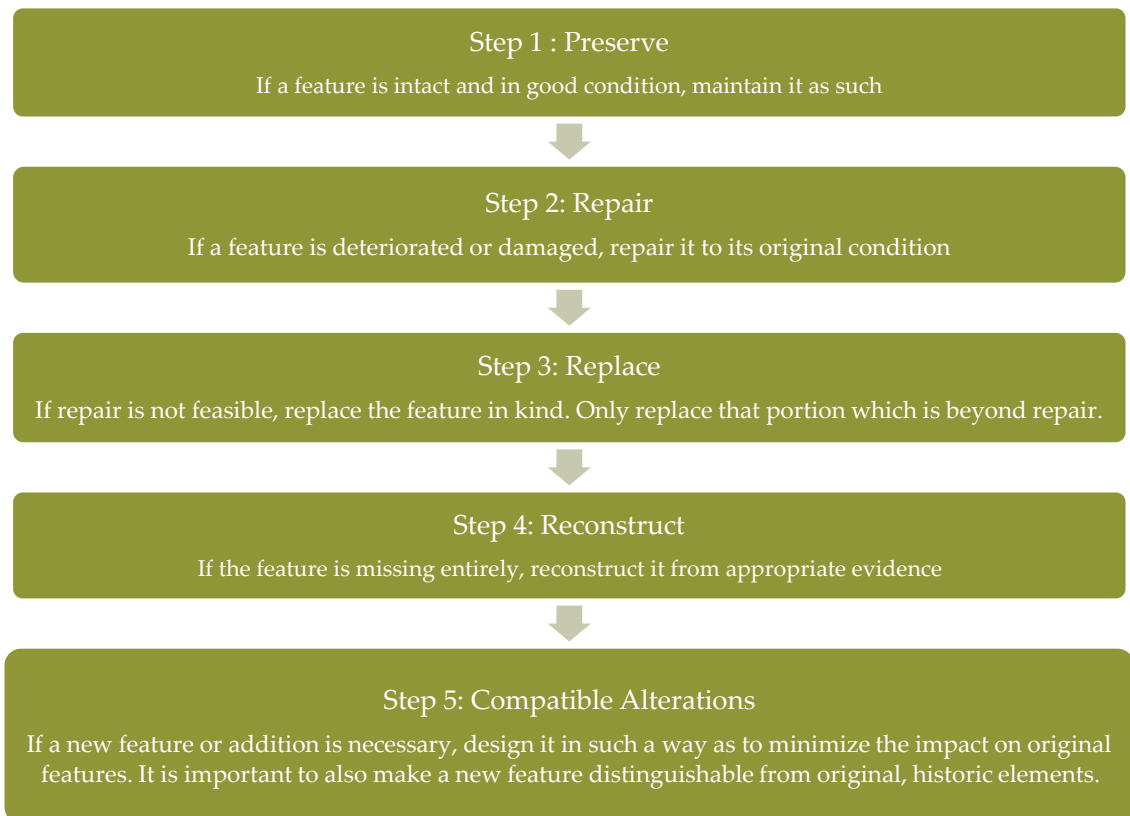 Step 1 : Preserve
If a feature is intact and in good condition, maintain it as such
Step 2: Repair
If a feature is deteriorated or damaged, repair it to its original condition
Step 3: Replace
If repair is not feasible, replace the feature in kind. Only replace that portion which is beyond repair.
Step 4: Reconstruct
If the feature is missing entirely, reconstruct it from appropriate evidence
Step 5: Compatible Alterations
If a new feature or addition is necessary, design it in such a way as to minimize the impact on original
features. It is important to also make a new feature distinguishable from original, historic elements.